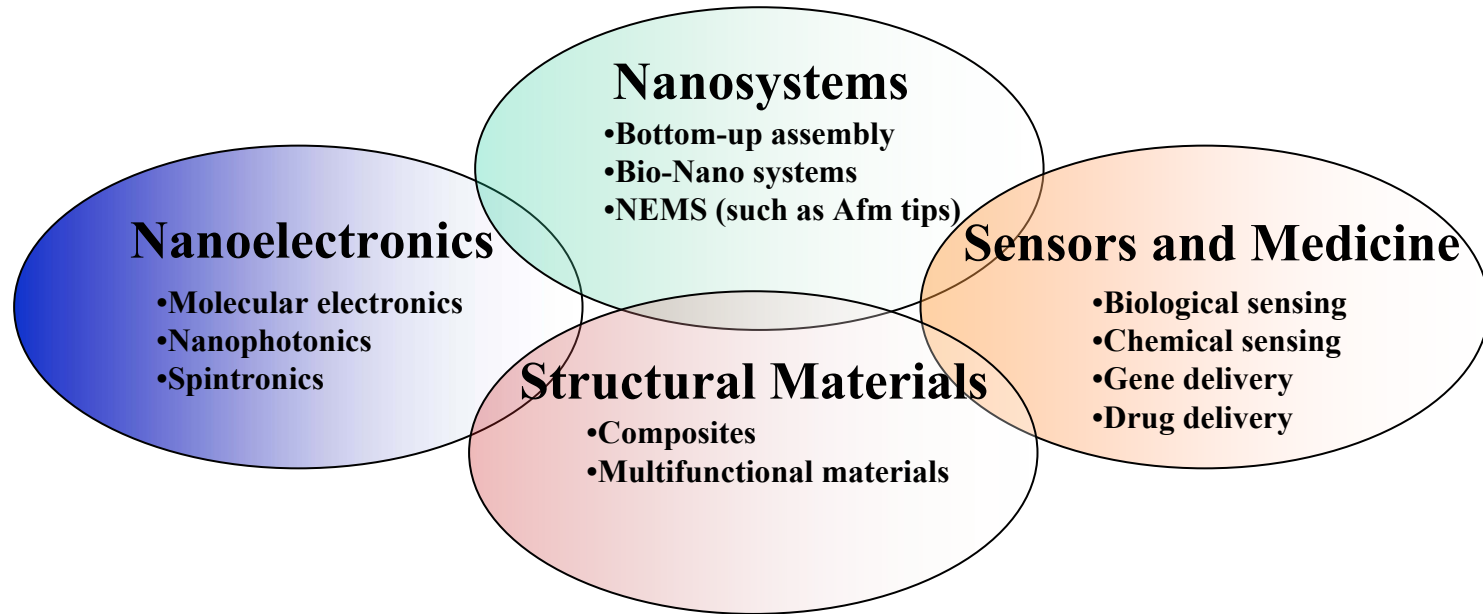 Nanosystems
•Bottom-up assembly
•Bio-Nano systems
•NEMS (such as Afm tips)
Nanoelectronics
•Molecular electronics
•Nanophotonics
•Spintronics
Sensors and Medicine
•Biological sensing
•Chemical sensing
•Gene delivery
•Drug delivery
Structural Materials
•Composites
•Multifunctional materials